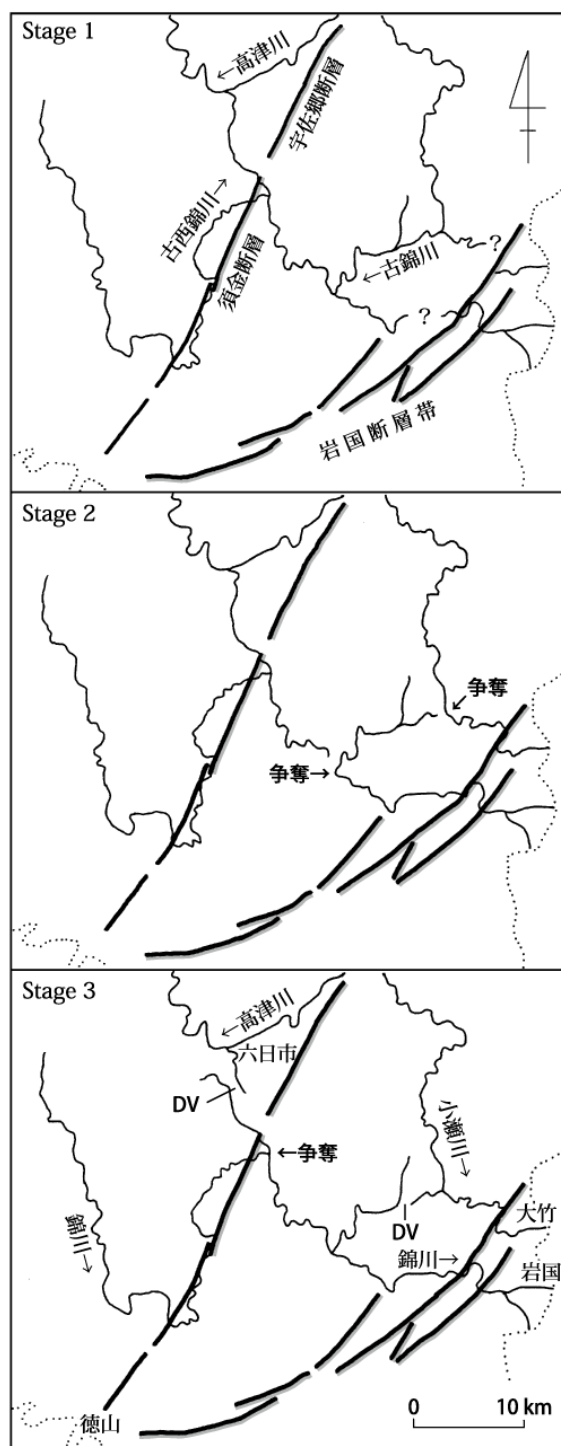 Stage 1
←高津川
宇佐郷断層
古西錦川→
須金断層
?
←古錦川
?
岩国断層帯
Stage 2
争奪
争奪→
Stage 3
←高津川
六日市
DV
←争奪
小瀬川→
錦川→
DV
大竹
錦川→
岩国
徳山
0 10 km